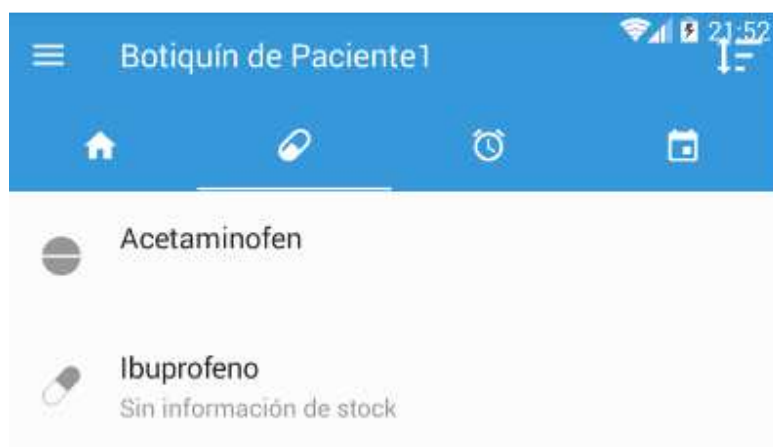 21:52
Botiquín de Paciente1
Acetaminofen
Ibuprofeno
Sin información de stock